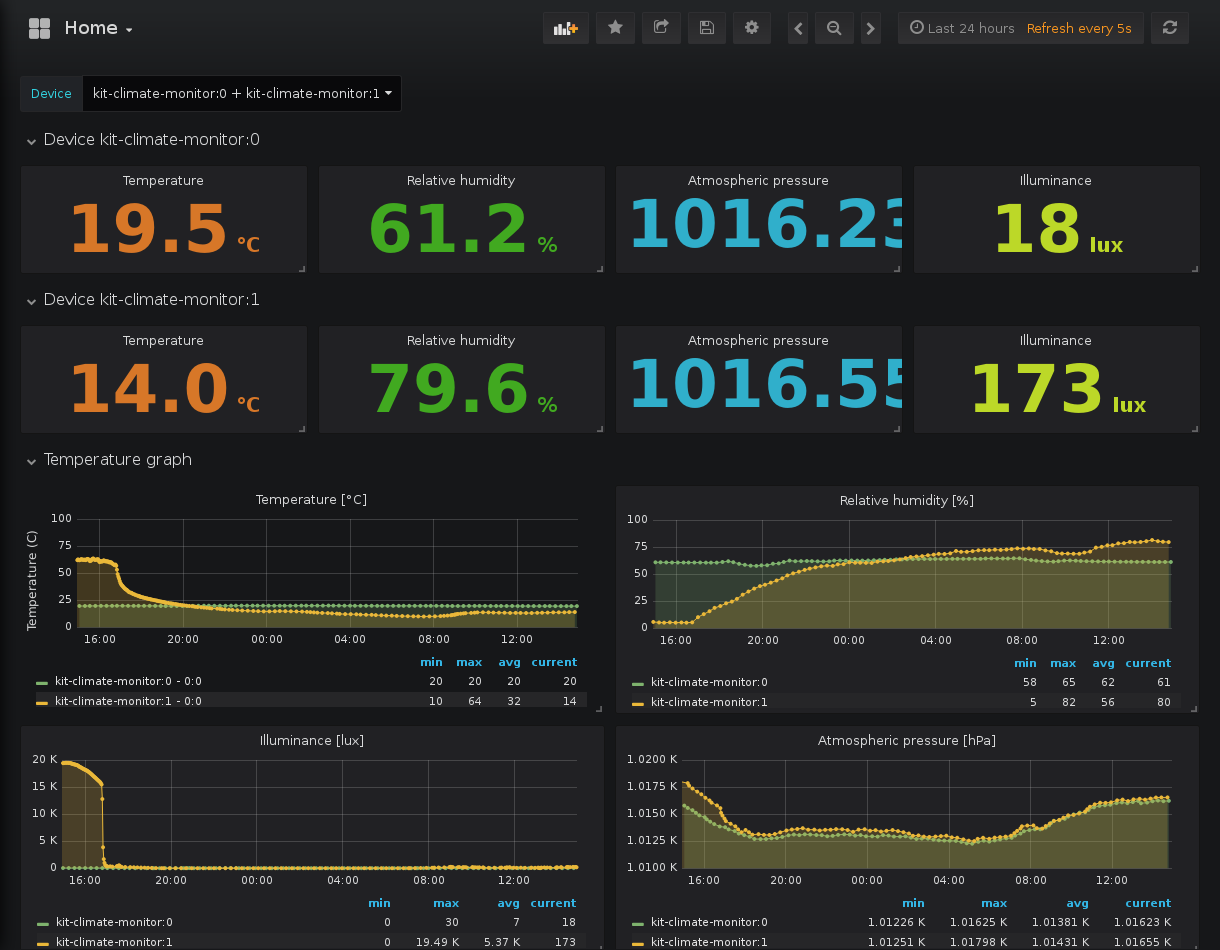 Home
Last 24 hours Refresh every 5s
Device kit-climate-monitor:0 + kit-climate-monitor:1
Device kit-climate-monitor:0
Temperature Relative humidity Atmospheric pressure Illuminance
19.5 °C 61.2 % 1016.23 18 lux
Device kit-climate-monitor:1
Temperature Relative humidity Atmospheric pressure Illuminance
14.0 °C 79.6 % 1016.55 173 lux
Temperature graph
Temperature [°C]
Temperature (C)
100
75
50
25
0
16:00 20:00 00:00 04:00 08:00 12:00
min max avg current
kit-climate-monitor:0 - 0:0 20 20 20 20
kit-climate-monitor:1 - 0:0 10 64 32 14
Relative humidity [%]
100
75
50
25
0
16:00 20:00 00:00 04:00 08:00 12:00
min max avg current
kit-climate-monitor:0 58 65 62 61
kit-climate-monitor:1 5 82 56 80
Illuminance [lux]
20 K
15 K
10 K
5 K
0
16:00 20:00 00:00 04:00 08:00 12:00
min max avg current
kit-climate-monitor:0 0 30 7 18
kit-climate-monitor:1 0 19.49 K 5.37 K 173
Atmospheric pressure [hPa]
1.0200 K
1.0175 K
1.0150 K
1.0125 K
1.0100 K
16:00 20:00 00:00 04:00 08:00 12:00
min max avg current
kit-climate-monitor:0 1.01226 K 1.01625 K 1.01381 K 1.01623 K
kit-climate-monitor:1 1.01251 K 1.01798 K 1.01431 K 1.01655 K